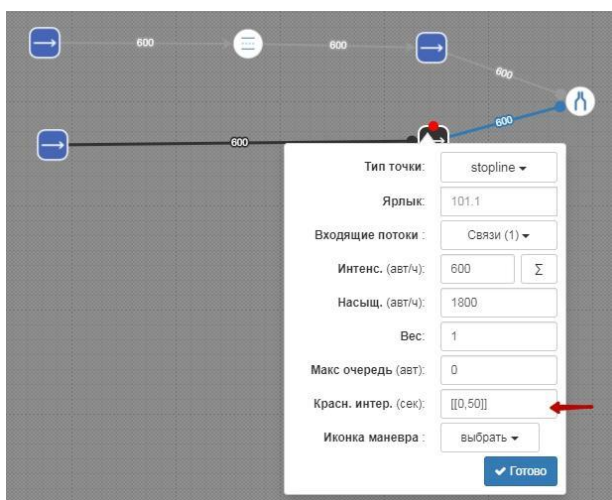 600
600
600
600
600
Тип точки: stopline
Ярлык: 101.1
Входящие потоки : Связи (1)
Интенс. (авт/ч): 600 Σ
Насыщ. (авт/ч): 1800
Вес: 1
Макс очередь (авт): 0
Красн. интер. (сек): [[0,50]]
Иконка маневра : выбрать
Готово